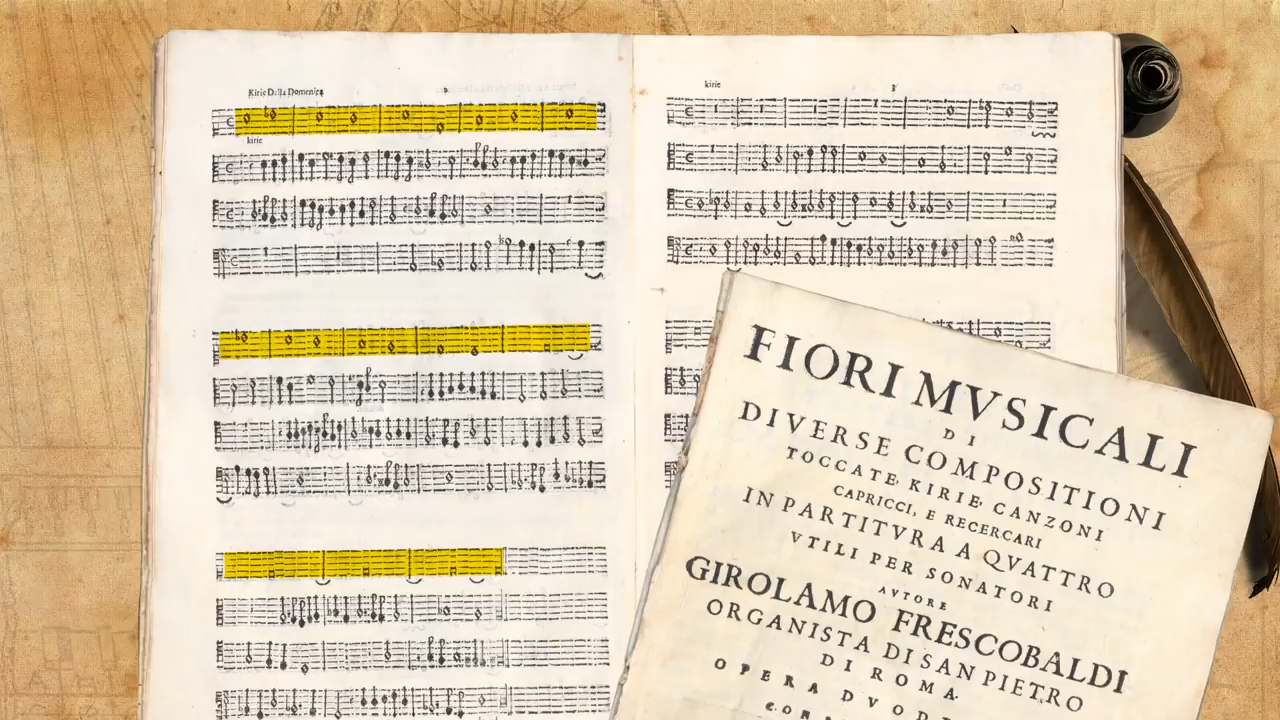 Kirie Della Domenica
kirie
kirie
FIORI MVSICALI
DI
DIVERSE COMPOSITIONI
TOCCATE, KIRIE, CANZONI
CAPRICCI, E RECERCARI
IN PARTITVRA A QVATTRO
VTILI PER SONATORI
AVTORE
GIROLAMO FRESCOBALDI
ORGANISTA DI SAN PIETRO
DI ROMA
OPERA
CON